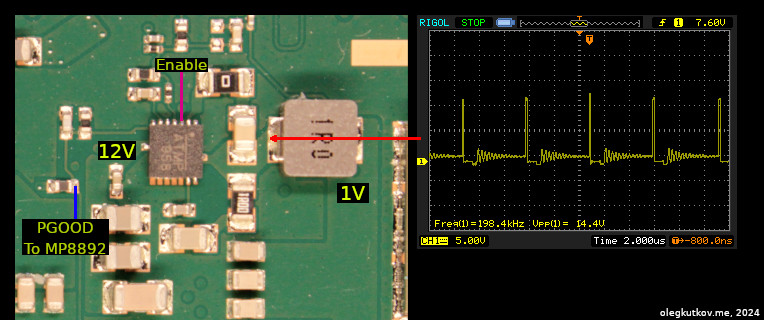 Enable
12V
1R0
1V
PGOOD
To MP8892
RIGOL STOP 1 7.60V
T
1
Freq(1)=198.4kHz Vpp(1)= 14.4V
CH1 5.00V Time 2.000us T→-800.0ns
olegkutkov.me, 2024